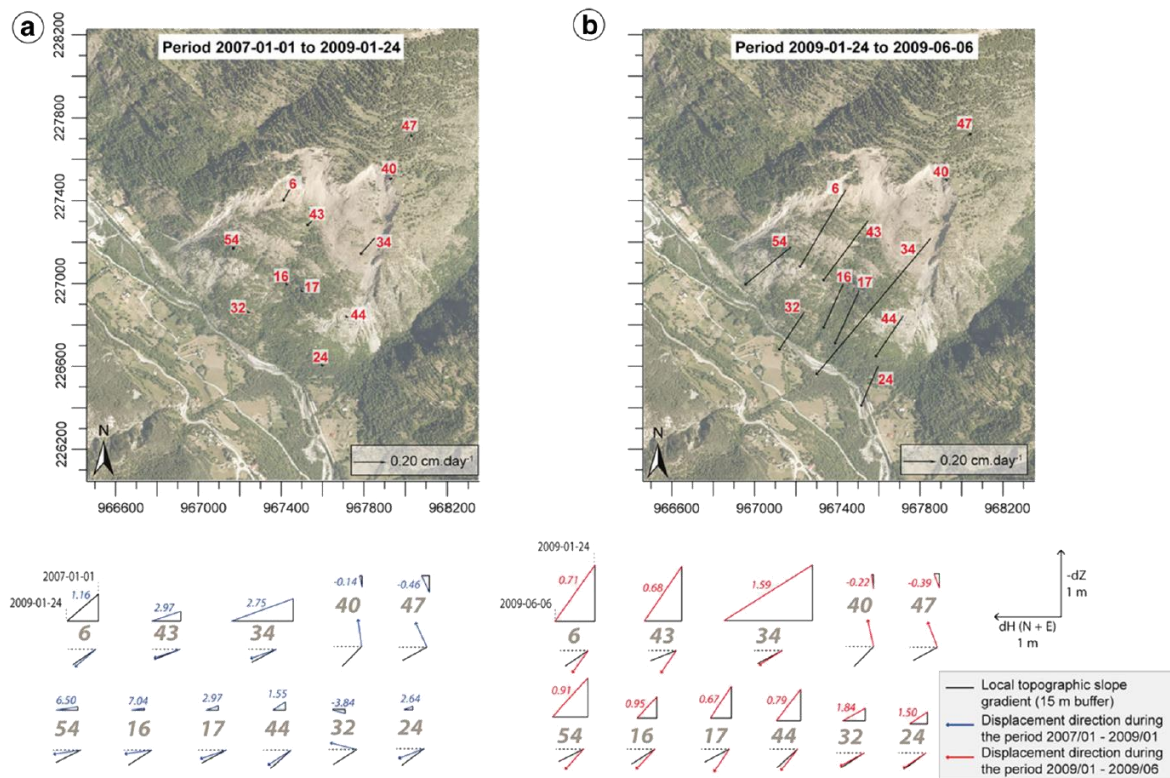 a
Period 2007-01-01 to 2009-01-24
228200
227800
227400
227000
226600
226200
47
40
6
43
34
54
16
17
32
44
24
N
0.20 cm.day-1
966600 967000 967400 967800 968200
b
Period 2009-01-24 to 2009-06-06
47
40
6
43
34
54
16
17
32
44
24
N
0.20 cm.day-1
966600 967000 967400 967800 968200
2007-01-01
2009-01-24
1.16 2.97 2.75 -0.14 -0.46
6 43 34 40 47
6.50 7.04 2.97 1.55 -3.84 2.64
54 16 17 44 32 24
2009-01-24
2009-06-06
0.71 0.68 1.59 -0.22 -0.39
6 43 34 40 47
0.91 0.95 0.67 0.79 1.84 1.50
54 16 17 44 32 24
-dZ
1 m
dH (N + E)
1 m
Local topographic slope
gradient (15 m buffer)
Displacement direction during
the period 2007/01 - 2009/01
Displacement direction during
the period 2009/01 - 2009/06